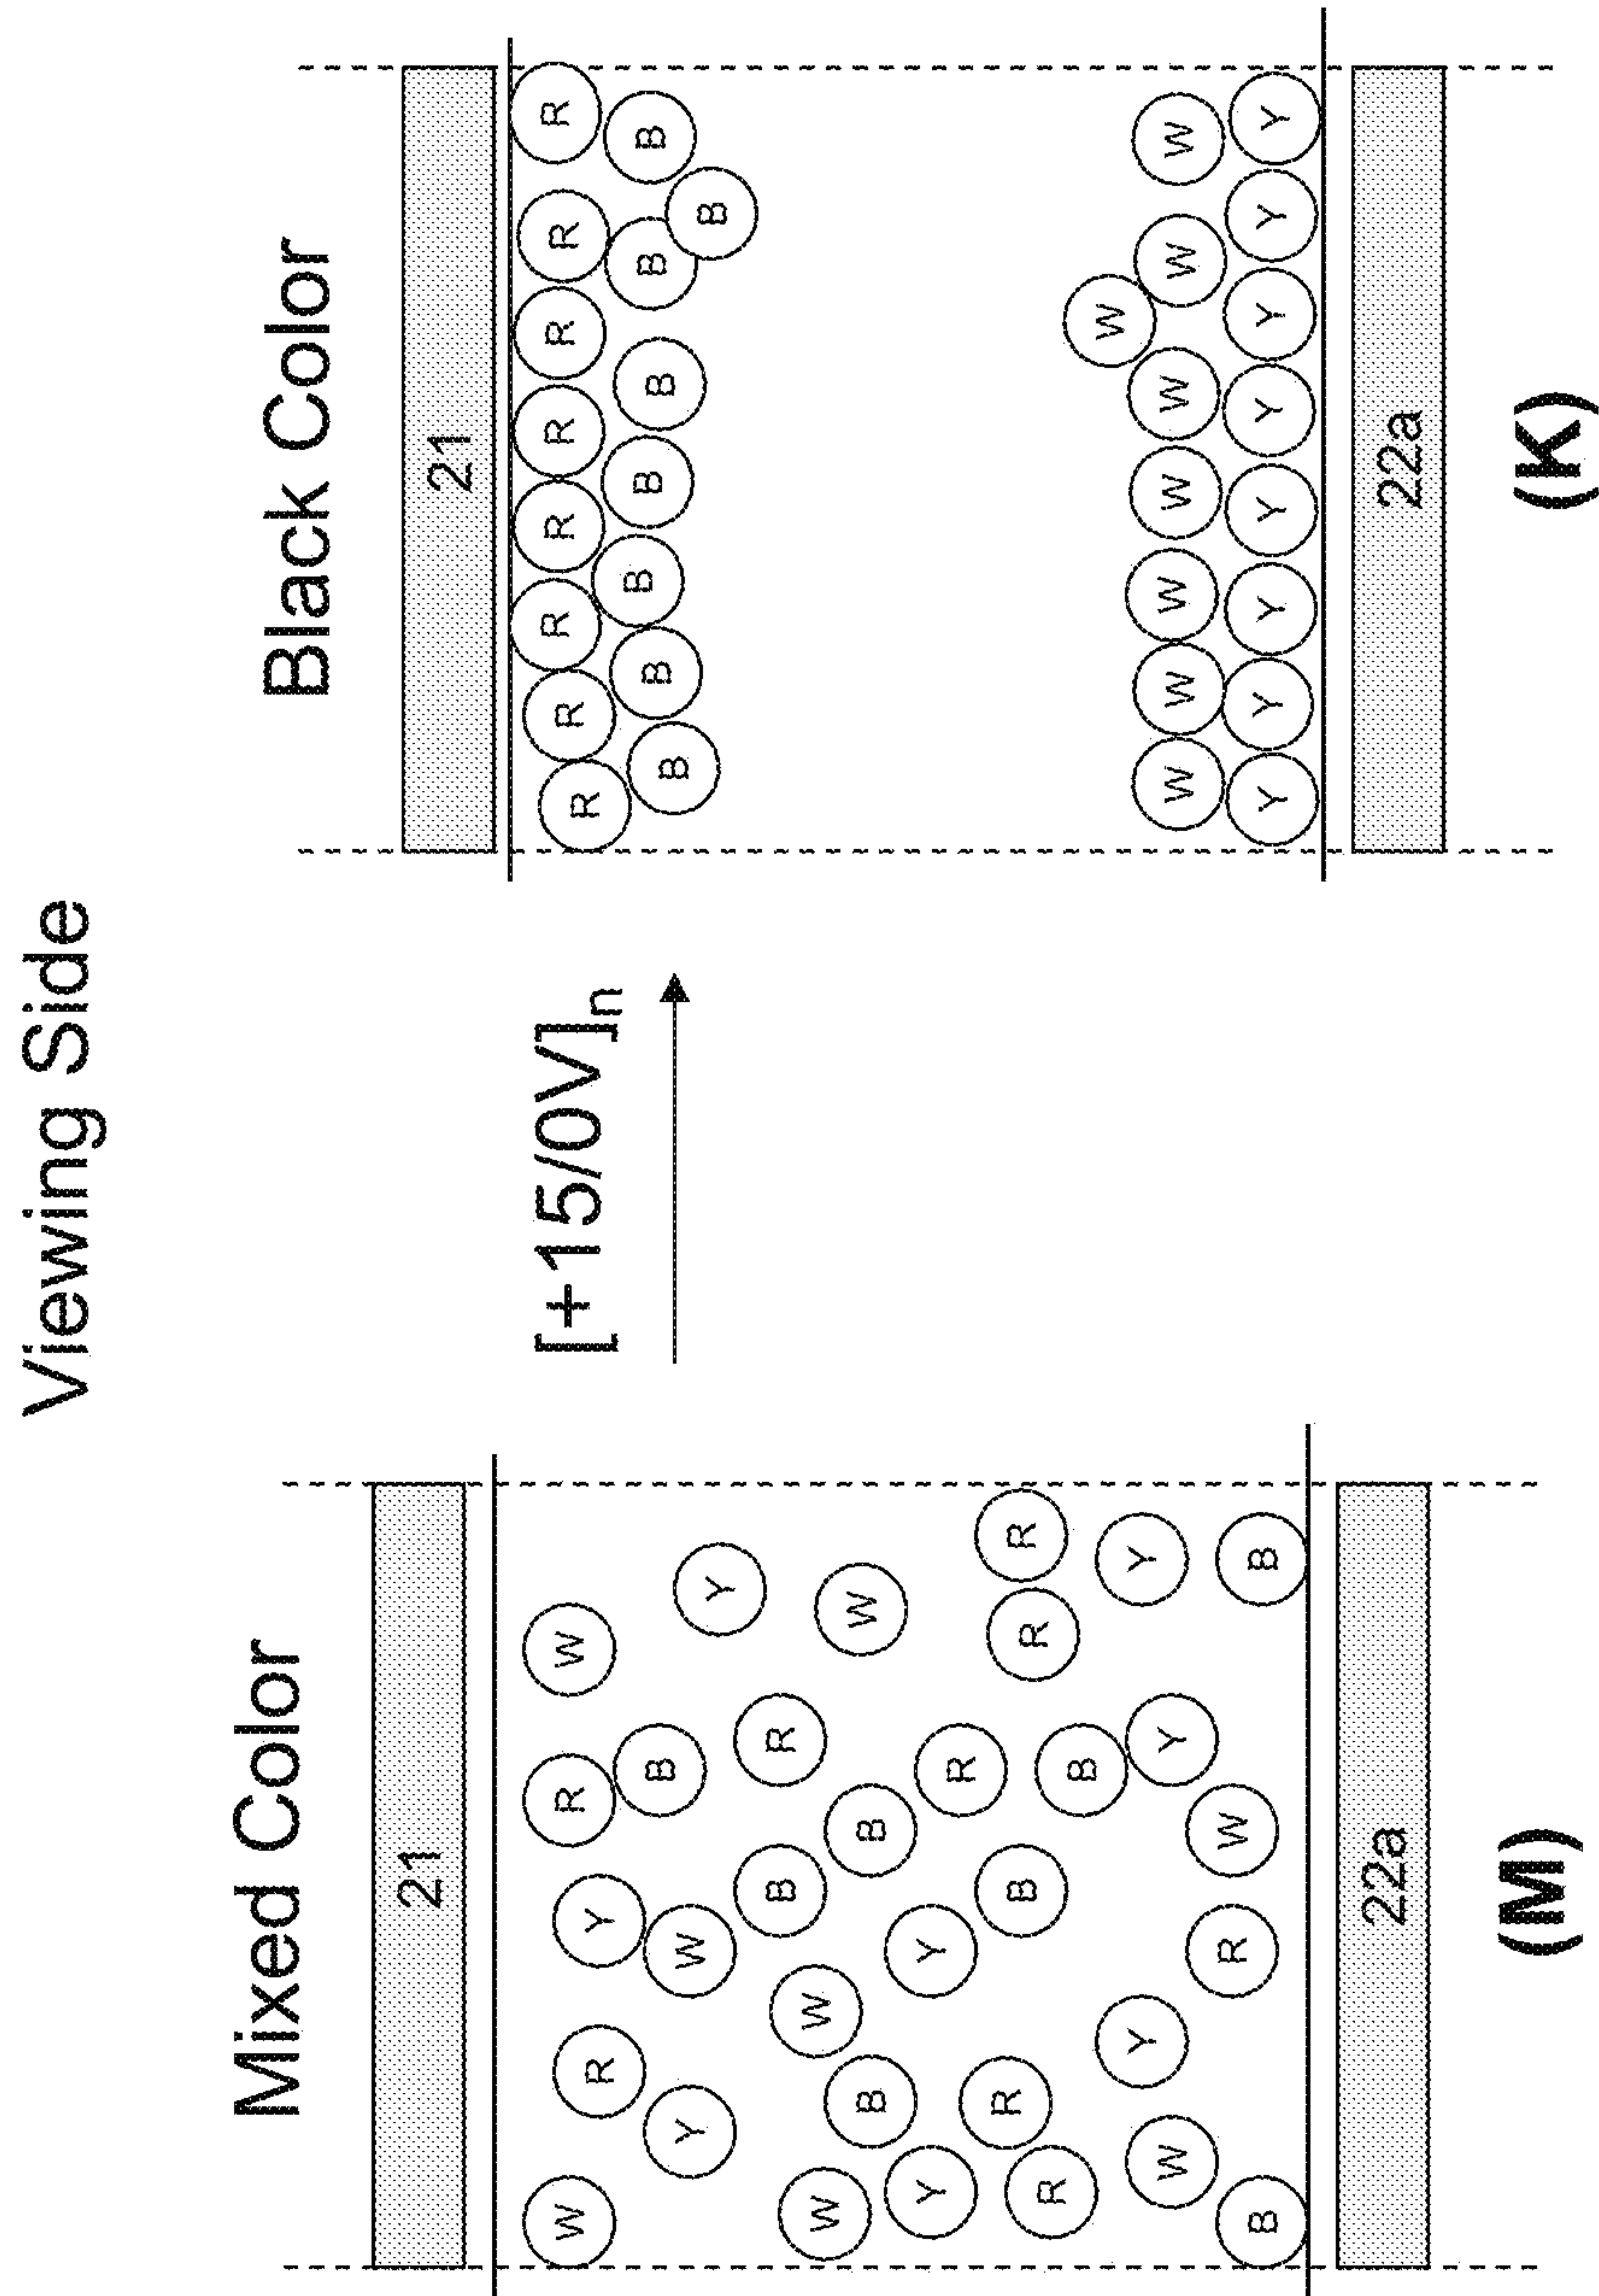 Viewing Side
Mixed Color
21
W R Y R W
Y W B Y
W W B R
B B W
Y Y R
R R B R R
W Y B Y Y
B R W B
22a
(M)
[+15/0V]n
Black Color
21
R R R R R R R R
B B B B B B B B
W
W W W W W W W
Y Y Y Y Y Y Y Y
22a
(K)